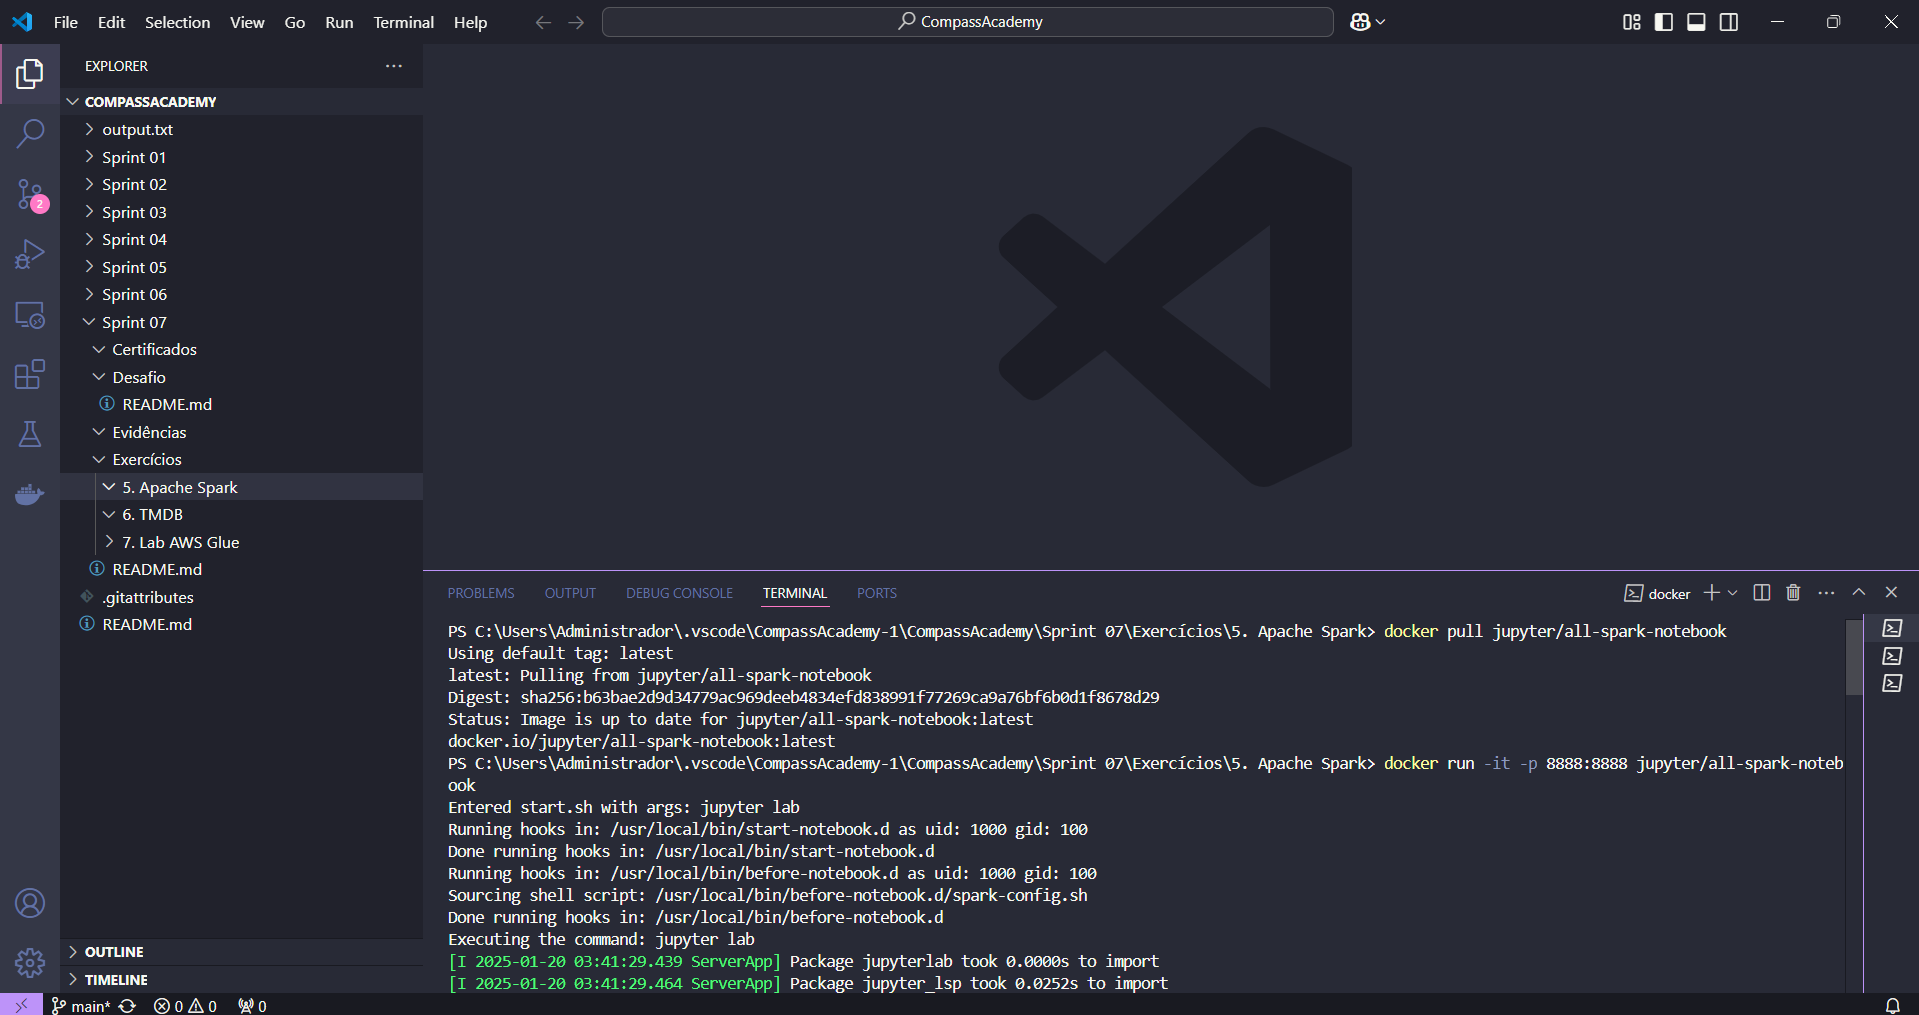 File Edit Selection View Go Run Terminal Help
CompassAcademy
EXPLORER
COMPASSACADEMY
output.txt
Sprint 01
Sprint 02
2
Sprint 03
Sprint 04
Sprint 05
Sprint 06
Sprint 07
Certificados
Desafio
README.md
Evidências
Exercícios
5. Apache Spark
6. TMDB
7. Lab AWS Glue
README.md
.gitattributes
README.md
OUTLINE
TIMELINE
PROBLEMS OUTPUT DEBUG CONSOLE TERMINAL PORTS
docker
PS C:\Users\Administrador\.vscode\CompassAcademy-1\CompassAcademy\Sprint 07\Exercícios\5. Apache Spark> docker pull jupyter/all-spark-notebook
Using default tag: latest
latest: Pulling from jupyter/all-spark-notebook
Digest: sha256:b63bae2d9d34779ac969deeb4834efd838991f77269ca9a76bf6b0d1f8678d29
Status: Image is up to date for jupyter/all-spark-notebook:latest
docker.io/jupyter/all-spark-notebook:latest
PS C:\Users\Administrador\.vscode\CompassAcademy-1\CompassAcademy\Sprint 07\Exercícios\5. Apache Spark> docker run -it -p 8888:8888 jupyter/all-spark-noteb
ook
Entered start.sh with args: jupyter lab
Running hooks in: /usr/local/bin/start-notebook.d as uid: 1000 gid: 100
Done running hooks in: /usr/local/bin/start-notebook.d
Running hooks in: /usr/local/bin/before-notebook.d as uid: 1000 gid: 100
Sourcing shell script: /usr/local/bin/before-notebook.d/spark-config.sh
Done running hooks in: /usr/local/bin/before-notebook.d
Executing the command: jupyter lab
[I 2025-01-20 03:41:29.439 ServerApp] Package jupyterlab took 0.0000s to import
[I 2025-01-20 03:41:29.464 ServerApp] Package jupyter_lsp took 0.0252s to import
main* 0 0 0